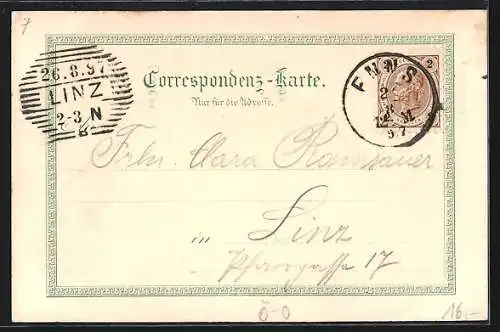 7
26.8.97
LINZ
2-3 N
Correspondenz-Karte.
Nur für die Adresse.
ENNS
2
Frln. Clara
in Linz
Pfarrgasse 17
Ö-O
16,-